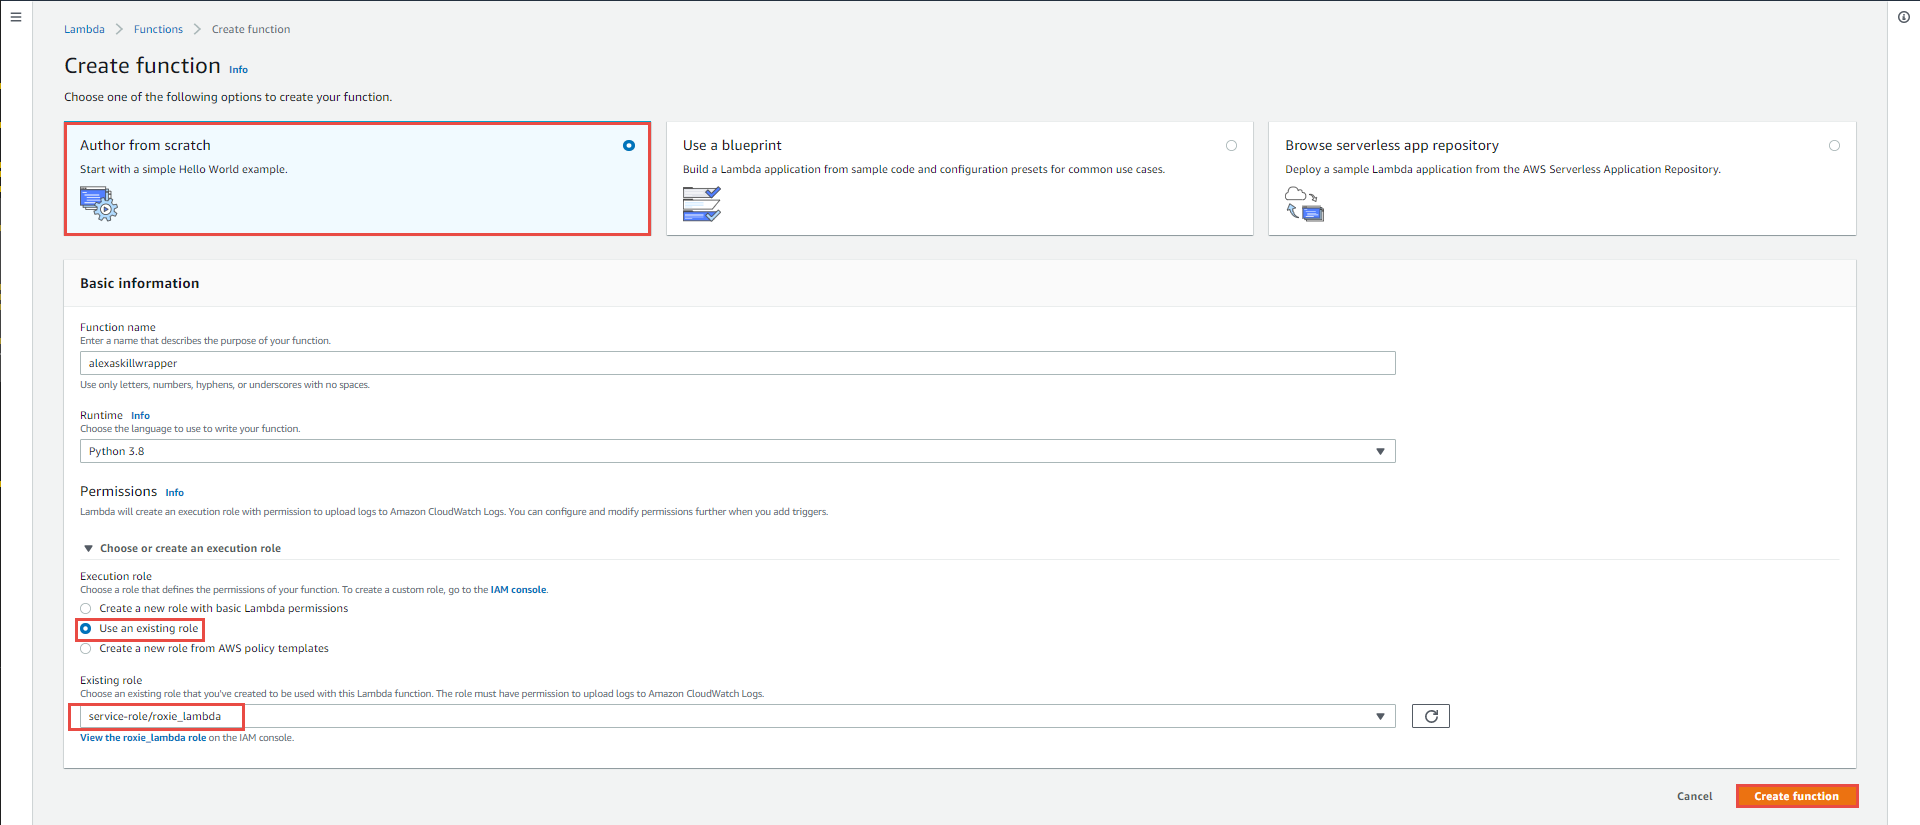 Lambda > Functions > Create function
Create function Info
Choose one of the following options to create your function.
Author from scratch
Start with a simple Hello World example.
Use a blueprint
Build a Lambda application from sample code and configuration presets for common use cases.
Browse serverless app repository
Deploy a sample Lambda application from the AWS Serverless Application Repository.
Basic information
Function name
Enter a name that describes the purpose of your function.
alexaskillwrapper
Use only letters, numbers, hyphens, or underscores with no spaces.
Runtime Info
Choose the language to use to write your function.
Python 3.8
Permissions Info
Lambda will create an execution role with permission to upload logs to Amazon CloudWatch Logs. You can configure and modify permissions further when you add triggers.
Choose or create an execution role
Execution role
Choose a role that defines the permissions of your function. To create a custom role, go to the IAM console.
Create a new role with basic Lambda permissions
Use an existing role
Create a new role from AWS policy templates
Existing role
Choose an existing role that you've created to be used with this Lambda function. The role must have permission to upload logs to Amazon CloudWatch Logs.
service-role/roxie_lambda
View the roxie_lambda role on the IAM console.
Cancel
Create function